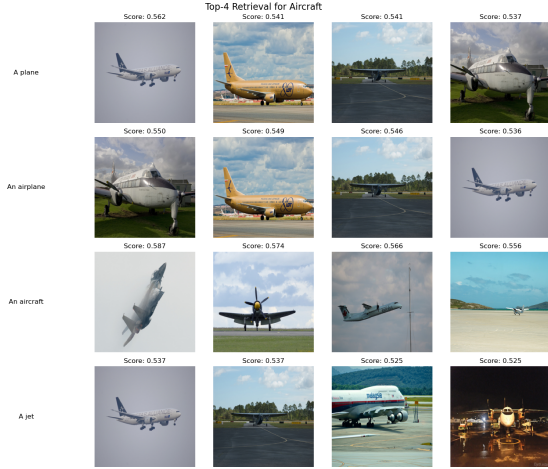 Top-4 Retrieval for Aircraft
Score: 0.562 Score: 0.541 Score: 0.541 Score: 0.537
A plane
Score: 0.550 Score: 0.549 Score: 0.546 Score: 0.536
An airplane
Score: 0.587 Score: 0.574 Score: 0.566 Score: 0.556
An aircraft
Score: 0.537 Score: 0.537 Score: 0.525 Score: 0.525
A jet